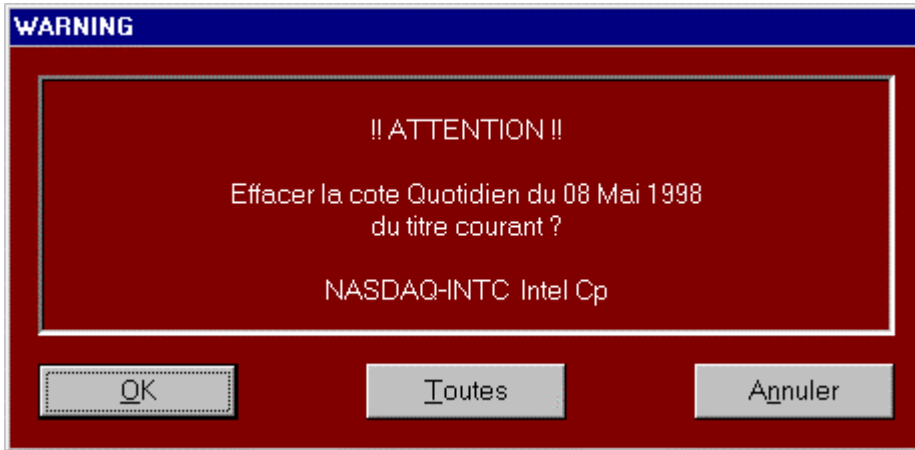 WARNING
!! ATTENTION !!
Effacer la cote Quotidien du 08 Mai 1998
du titre courant ?
NASDAQ-INTC Intel Cp
OK
Toutes
Annuler